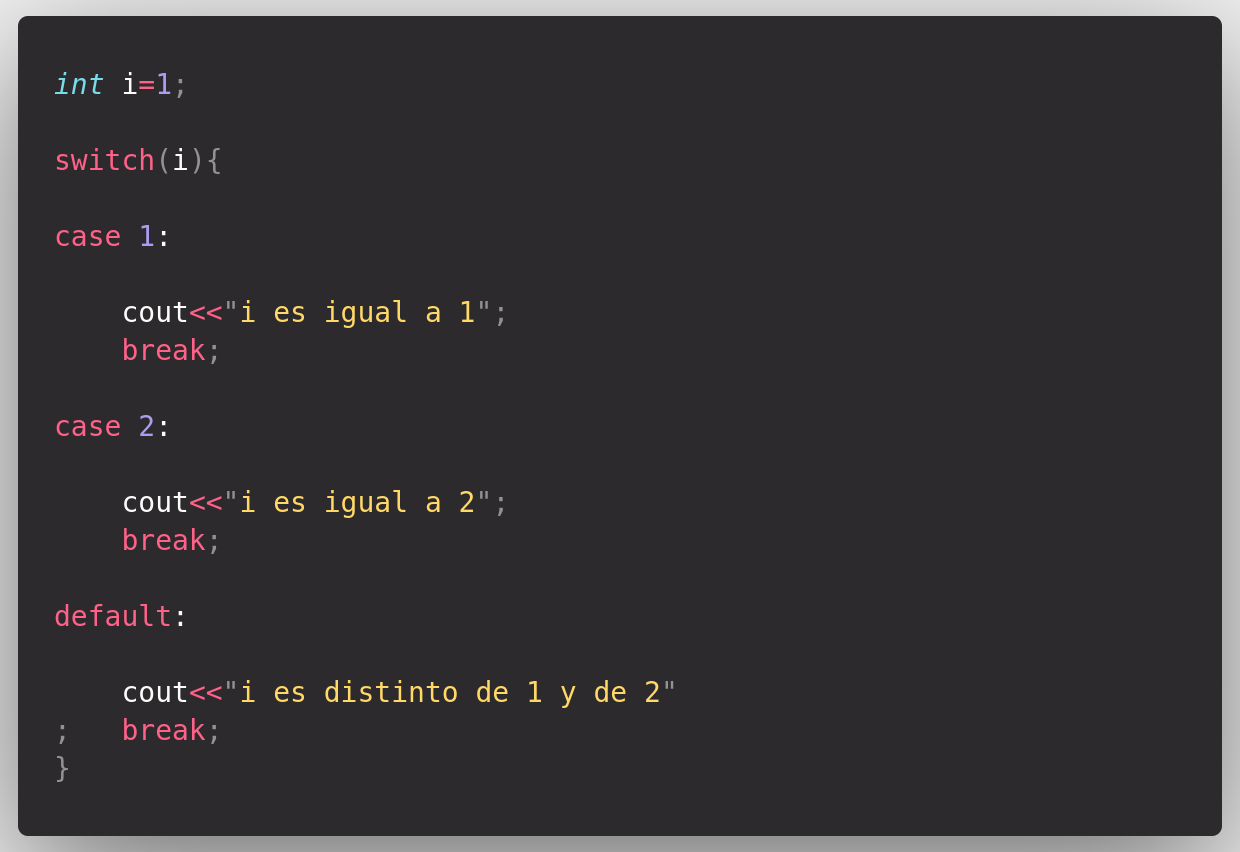 int i=1;
switch(i){
case 1:
    cout<<"i es igual a 1";
    break;
case 2:
    cout<<"i es igual a 2";
    break;
default:
    cout<<"i es distinto de 1 y de 2"
;   break;
}